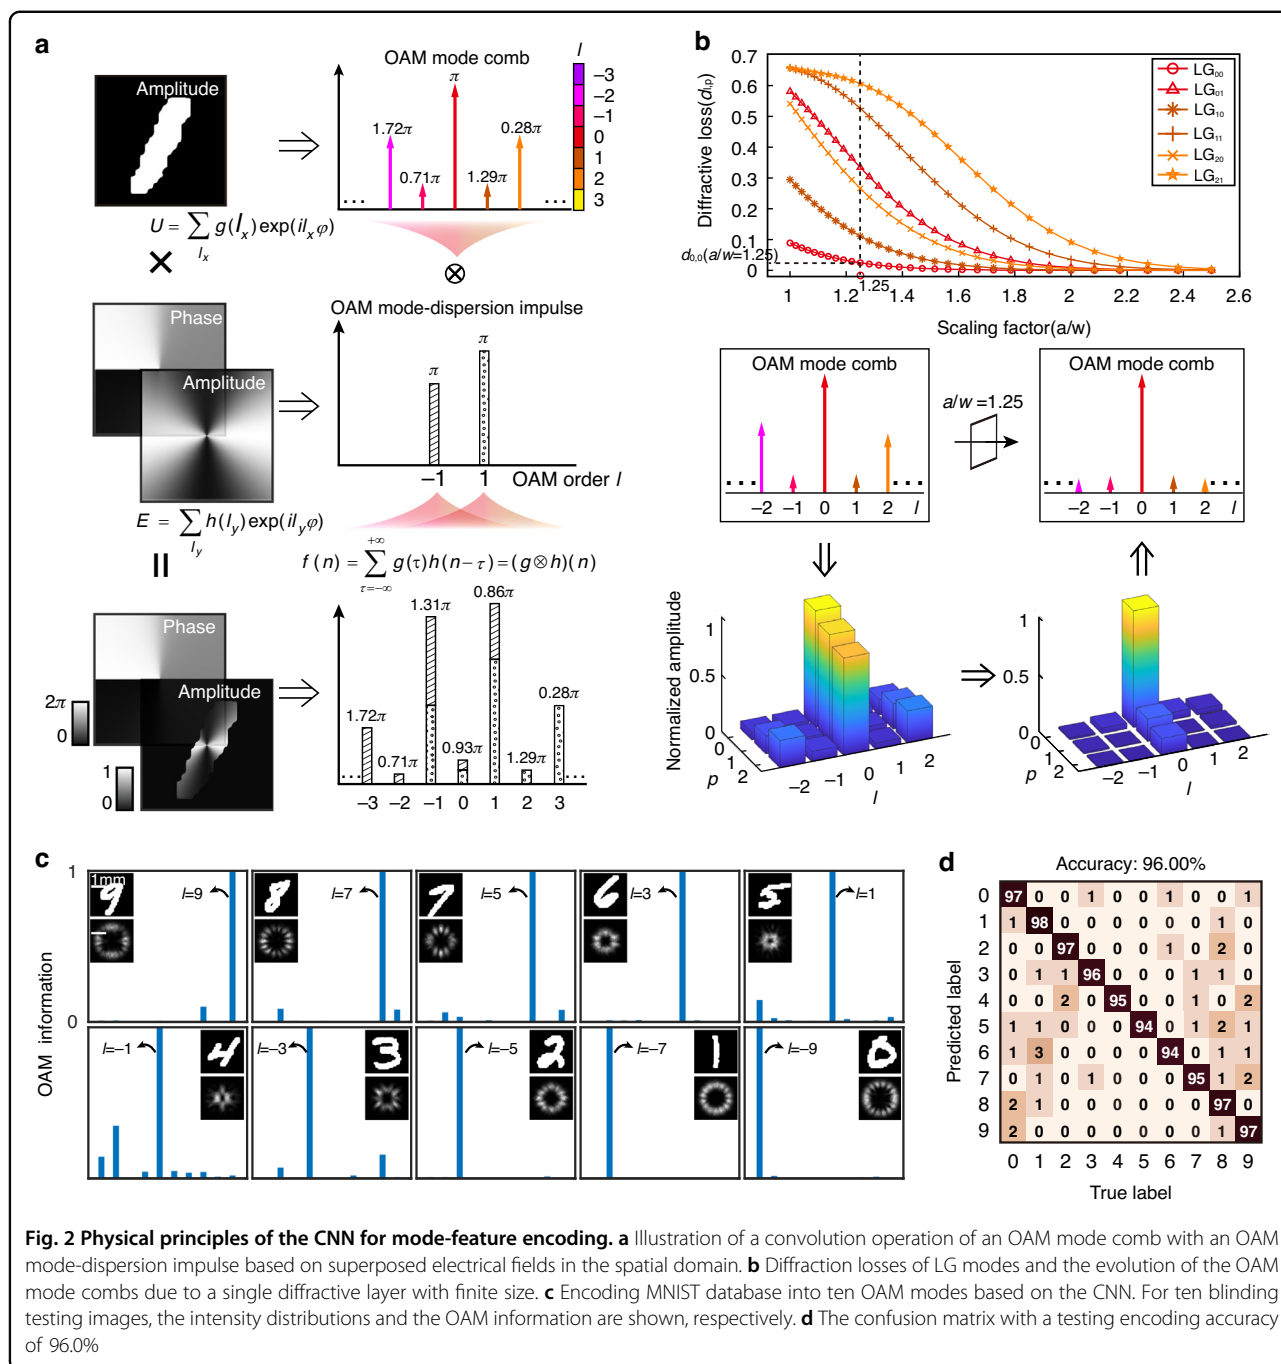 a
Amplitude
U = ∑ g(l_x) exp(il_xφ)
l_x
×
Phase
Amplitude
E = ∑ h(l_y) exp(il_yφ)
l_y
=
Phase
Amplitude
2π
0
1
0
OAM mode comb
π
1.72π
0.28π
0.71π
1.29π
... ...
l
−3
−2
−1
0
1
2
3
⊗
OAM mode-dispersion impulse
π
π
−1 1 OAM order l
f(n) = ∑ g(τ)h(n−τ) = (g⊗h)(n)
+∞
τ=−∞
1.31π
0.86π
1.72π
0.71π
0.93π
1.29π
0.28π
... ...
−3 −2 −1 0 1 2 3
b
Diffractive loss(d_l,p)
0.7
0.6
0.5
0.4
0.3
0.2
0.1
0
d_0,0(a/w=1.25)
1.25
1 1.2 1.4 1.6 1.8 2 2.2 2.4 2.6
Scaling factor(a/w)
LG₀₀
LG₀₁
LG₁₀
LG₁₁
LG₂₀
LG₂₁
OAM mode comb
... ...
−2 −1 0 1 2 l
a/w =1.25
OAM mode comb
... ...
−2 −1 0 1 2 l
Normalized amplitude
1
0.5
0
0
1
2
p
−2 −1 0 1 2
l
1
0.5
0
0
1
2
p
−2 −1 0 1 2
l
c
OAM information
1
0
1mm
9
l=9
8
l=7
7
l=5
6
l=3
5
l=1
l=−1
4
l=−3
3
l=−5
2
l=−7
1
l=−9
0
d
Accuracy: 96.00%
Predicted label
0 97 0 0 1 0 0 1 0 0 1
1 1 98 0 0 0 0 0 0 1 0
2 0 0 97 0 0 0 1 0 2 0
3 0 1 1 96 0 0 0 1 1 0
4 0 0 2 0 95 0 0 1 0 2
5 1 1 0 0 0 94 0 1 2 1
6 1 3 0 0 0 0 94 0 1 1
7 0 1 0 1 0 0 0 95 1 2
8 2 1 0 0 0 0 0 0 97 0
9 2 0 0 0 0 0 0 0 1 97
0 1 2 3 4 5 6 7 8 9
True label
Fig. 2 Physical principles of the CNN for mode-feature encoding. a Illustration of a convolution operation of an OAM mode comb with an OAM
mode-dispersion impulse based on superposed electrical fields in the spatial domain. b Diffraction losses of LG modes and the evolution of the OAM
mode combs due to a single diffractive layer with finite size. c Encoding MNIST database into ten OAM modes based on the CNN. For ten blinding
testing images, the intensity distributions and the OAM information are shown, respectively. d The confusion matrix with a testing encoding accuracy
of 96.0%